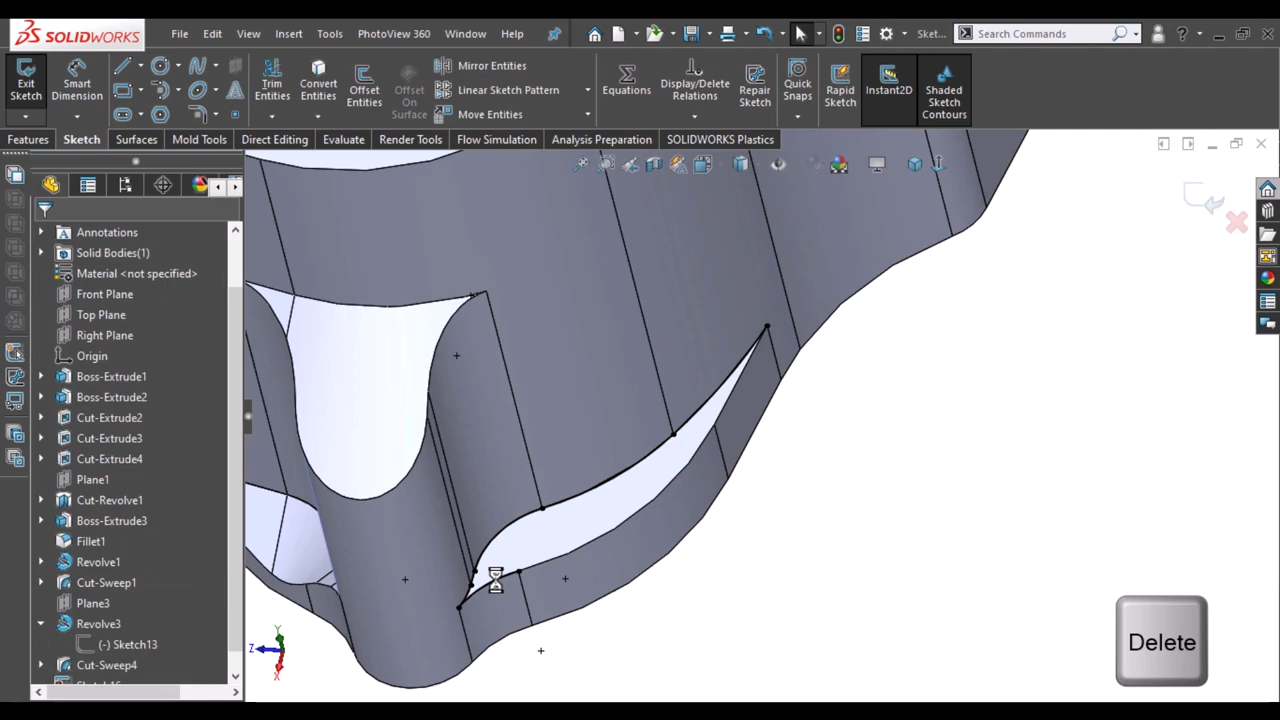 SOLIDWORKS File Edit View Insert Tools PhotoView 360 Window Help Sket... Search Commands
Exit Sketch
Smart Dimension
Trim Entities
Convert Entities
Offset Entities
Offset On Surface
Mirror Entities
Linear Sketch Pattern
Move Entities
Equations
Display/Delete Relations
Repair Sketch
Quick Snaps
Rapid Sketch
Instant2D
Shaded Sketch Contours
Features Sketch Surfaces Mold Tools Direct Editing Evaluate Render Tools Flow Simulation Analysis Preparation SOLIDWORKS Plastics
Annotations
Solid Bodies(1)
Material <not specified>
Front Plane
Top Plane
Right Plane
Origin
Boss-Extrude1
Boss-Extrude2
Cut-Extrude2
Cut-Extrude3
Cut-Extrude4
Plane1
Cut-Revolve1
Boss-Extrude3
Fillet1
Revolve1
Cut-Sweep1
Plane3
Revolve3
(-) Sketch13
Cut-Sweep4
Y
Z
X
Delete